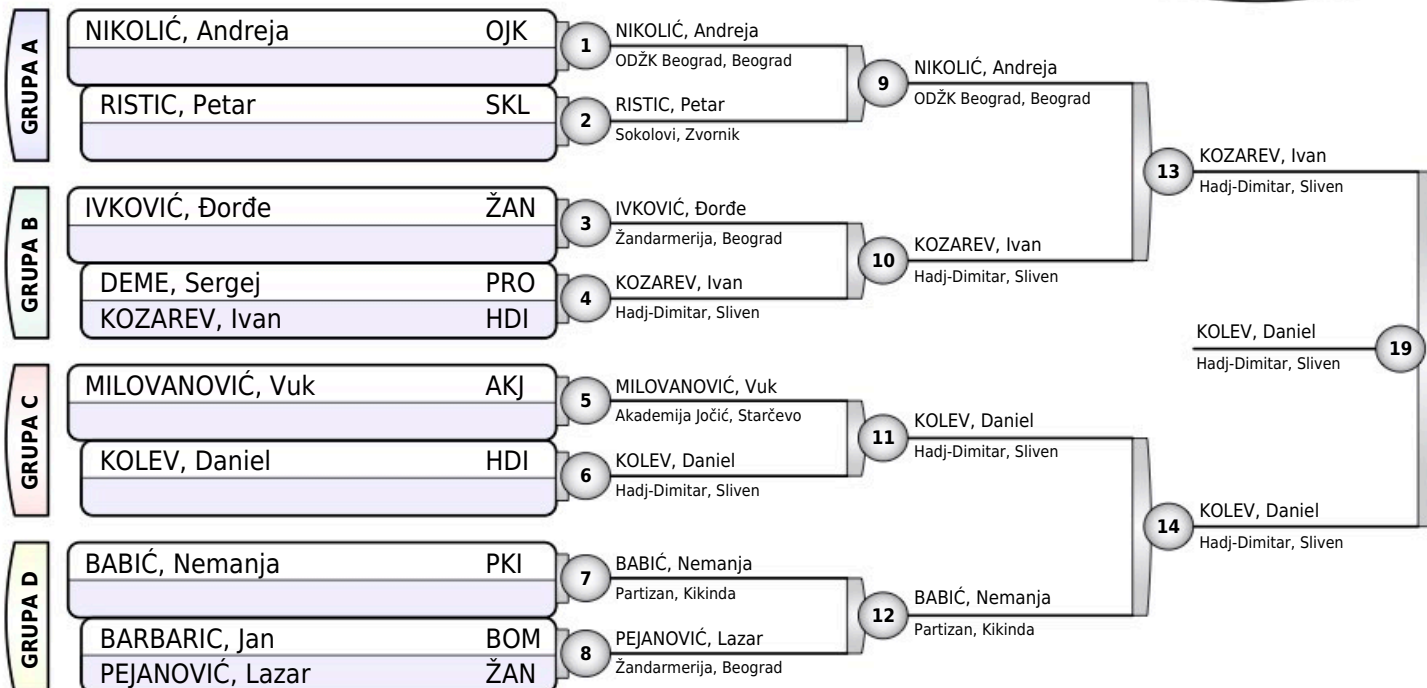 GRUPA A
NIKOLIĆ, Andreja OJK
RISTIC, Petar SKL
1
NIKOLIĆ, Andreja
ODŽK Beograd, Beograd
2
RISTIC, Petar
Sokolovi, Zvornik
9
NIKOLIĆ, Andreja
ODŽK Beograd, Beograd
GRUPA B
IVKOVIĆ, Đorđe ŽAN
DEME, Sergej PRO
KOZAREV, Ivan HDI
3
IVKOVIĆ, Đorđe
Žandarmerija, Beograd
4
KOZAREV, Ivan
Hadj-Dimitar, Sliven
10
KOZAREV, Ivan
Hadj-Dimitar, Sliven
13
KOZAREV, Ivan
Hadj-Dimitar, Sliven
GRUPA C
MILOVANOVIĆ, Vuk AKJ
KOLEV, Daniel HDI
5
MILOVANOVIĆ, Vuk
Akademija Jočić, Starčevo
6
KOLEV, Daniel
Hadj-Dimitar, Sliven
11
KOLEV, Daniel
Hadj-Dimitar, Sliven
GRUPA D
BABIĆ, Nemanja PKI
BARBARIC, Jan BOM
PEJANOVIĆ, Lazar ŽAN
7
BABIĆ, Nemanja
Partizan, Kikinda
8
PEJANOVIĆ, Lazar
Žandarmerija, Beograd
12
BABIĆ, Nemanja
Partizan, Kikinda
14
KOLEV, Daniel
Hadj-Dimitar, Sliven
KOLEV, Daniel
Hadj-Dimitar, Sliven
19